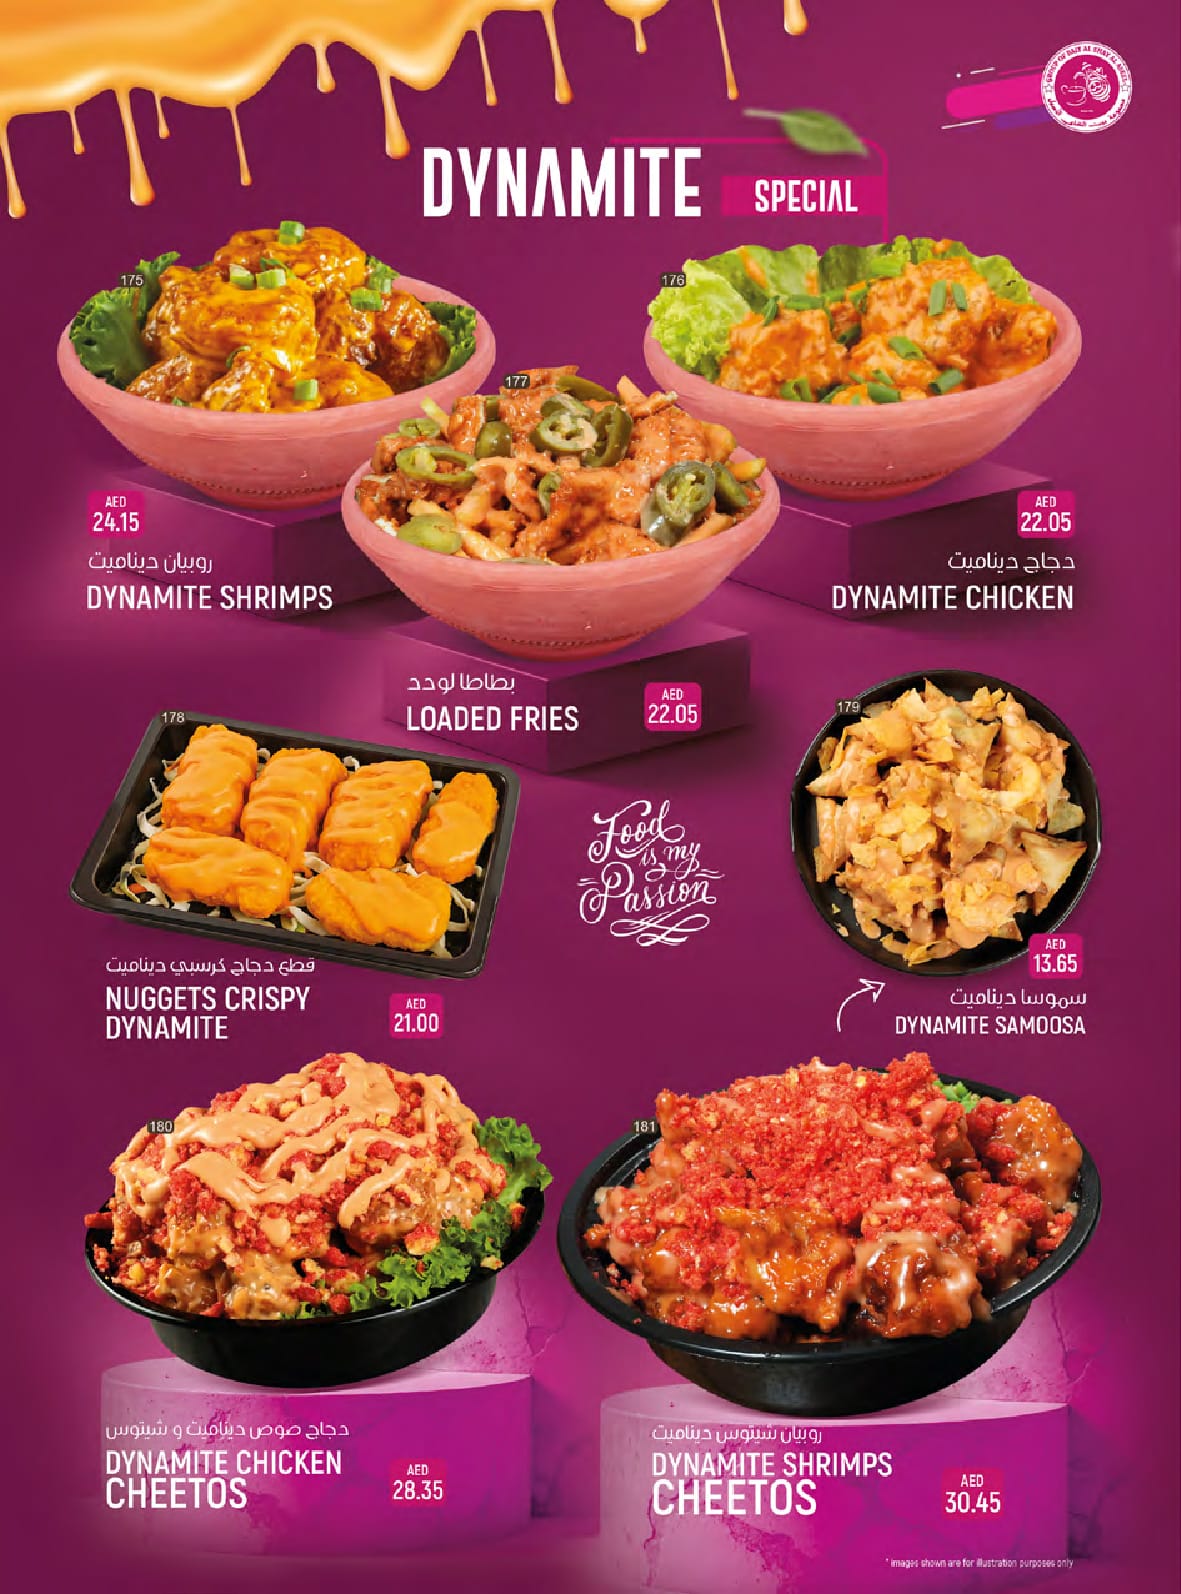 DYNAMITE
SPECIAL
175
176
177
AED
24.15
روبيان ديناميت
DYNAMITE SHRIMPS
AED
22.05
دجاج ديناميت
DYNAMITE CHICKEN
بطاطا لودد
LOADED FRIES
AED
22.05
178
179
Food
is my
Passion
قطع دجاج كرسبي ديناميت
NUGGETS CRISPY
DYNAMITE
AED
21.00
AED
13.65
سموسا ديناميت
DYNAMITE SAMOOSA
180
181
دجاج صوص ديناميت و شيتوس
DYNAMITE CHICKEN
CHEETOS
AED
28.35
روبيان شيتوس ديناميت
DYNAMITE SHRIMPS
CHEETOS
AED
30.45
* images shown are for illustration purposes only